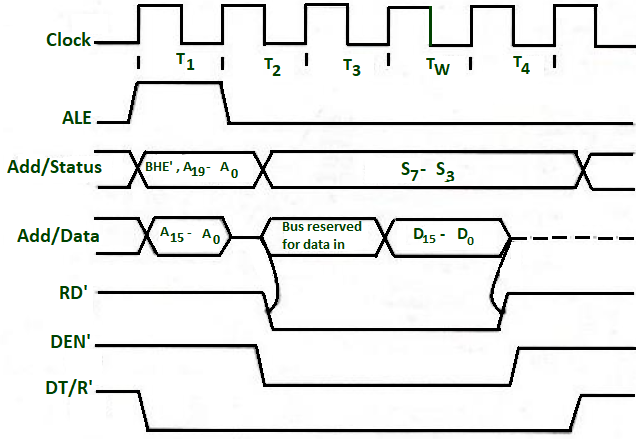 Clock
T1 T2 T3 TW T4
ALE
Add/Status BHE', A19- A0 S7- S3
Add/Data A15 - A0 Bus reserved for data in D15 - D0
RD'
DEN'
DT/R'